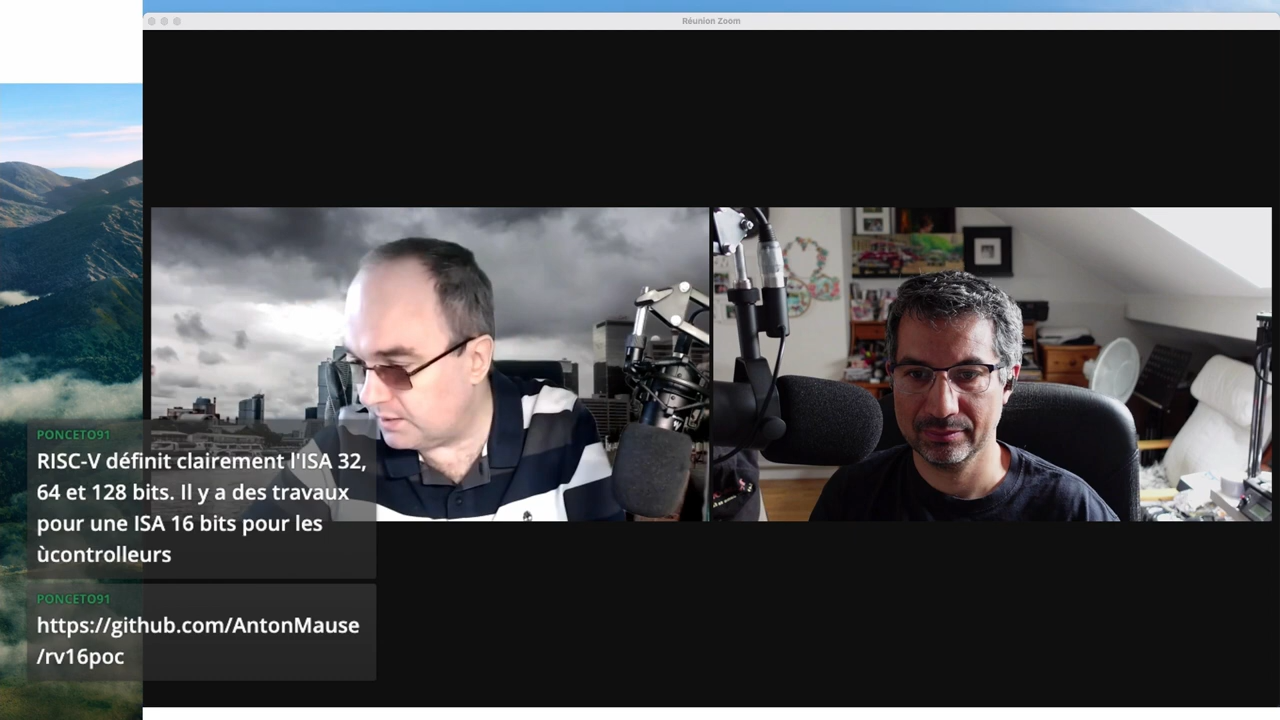 Réunion Zoom
PONCETO91
RISC-V définit clairement l'ISA 32,
64 et 128 bits. Il y a des travaux
pour une ISA 16 bits pour les
ùcontrolleurs
PONCETO91
https://github.com/AntonMause
/rv16poc